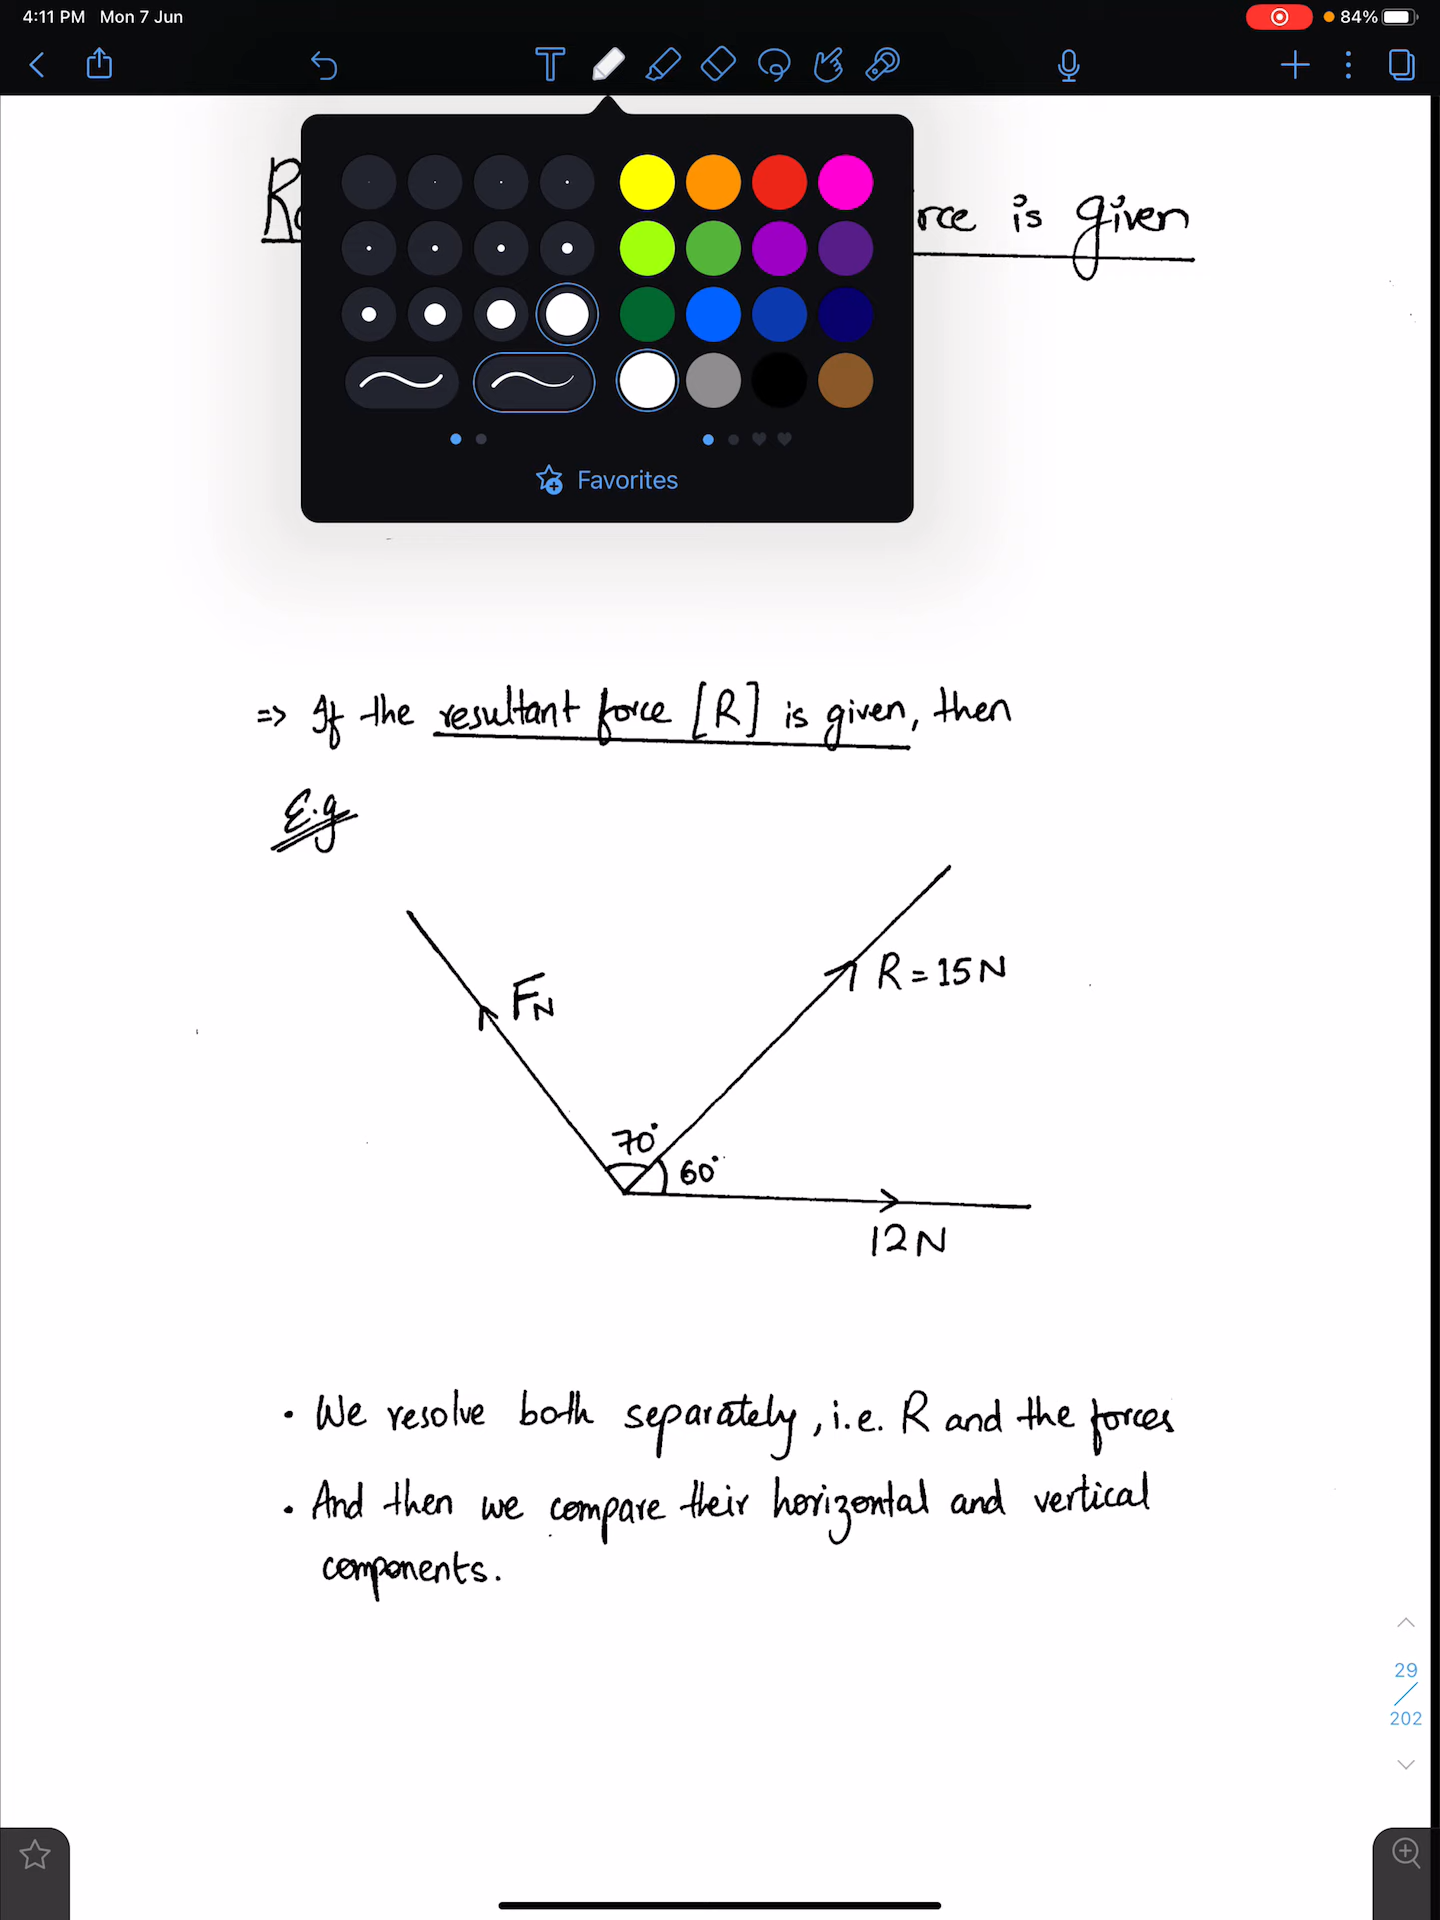 4:11 PM Mon 7 Jun
84%
T
rce is given
Favorites
=> If the resultant force [R] is given, then
E.g
FN
R = 15N
70°
60°
12N
• We resolve both separately, i.e. R and the forces
• And then we compare their horizontal and vertical
components.
29
/
202